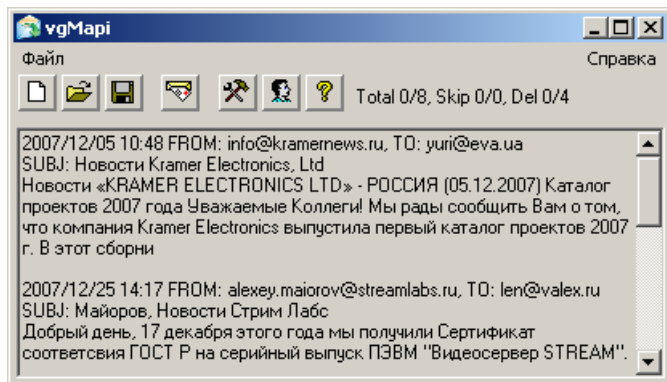 vgMapi
Файл Справка
Total 0/8, Skip 0/0, Del 0/4
2007/12/05 10:48 FROM: info@kramernews.ru, TO: yuri@eva.ua
SUBJ: Новости Kramer Electronics, Ltd
Новости «KRAMER ELECTRONICS LTD» - РОССИЯ (05.12.2007) Каталог
проектов 2007 года Уважаемые Коллеги! Мы рады сообщить Вам о том,
что компания Kramer Electronics выпустила первый каталог проектов 2007
г. В этот сборни
2007/12/25 14:17 FROM: alexey.maiorov@streamlabs.ru, TO: len@valex.ru
SUBJ: Майоров, Новости Стрим Лабс
Добрый день, 17 декабря этого года мы получили Сертификат
соответсвия ГОСТ Р на серийный выпуск ПЭВМ "Видеосервер STREAM".